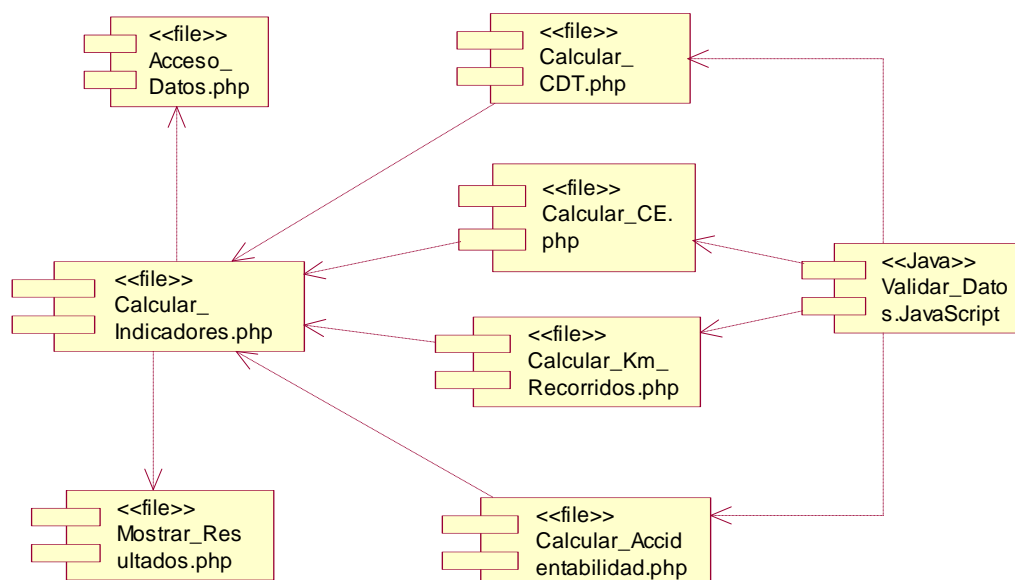 <<file>>
Acceso_
Datos.php
<<file>>
Calcular_
CDT.php
<<file>>
Calcular_CE.
php
<<file>>
Calcular_
Indicadores.php
<<Java>>
Validar_Dato
s.JavaScript
<<file>>
Calcular_Km_
Recorridos.php
<<file>>
Mostrar_Res
ultados.php
<<file>>
Calcular_Accid
entabilidad.php